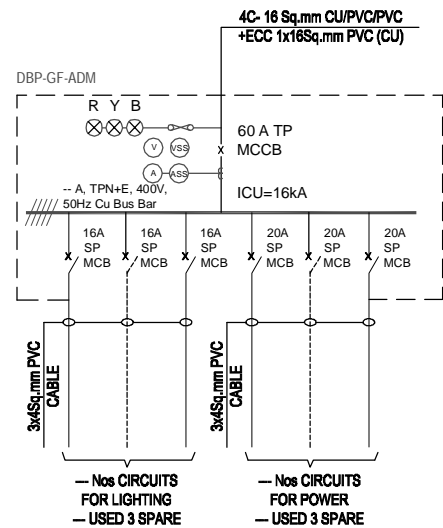 4C- 16 Sq.mm CU/PVC/PVC
+ECC 1x16Sq.mm PVC (CU)
DBP-GF-ADM
R Y B
60 A TP
MCCB
V VSS
A ASS
ICU=16kA
-- A, TPN+E, 400V,
50Hz Cu Bus Bar
16A
SP
MCB
16A
SP
MCB
16A
SP
MCB
20A
SP
MCB
20A
SP
MCB
20A
SP
MCB
3x4Sq.mm PVC
CABLE
3x4Sq.mm PVC
CABLE
--- Nos CIRCUITS
FOR LIGHTING
--- USED 3 SPARE
--- Nos CIRCUITS
FOR POWER
--- USED 3 SPARE